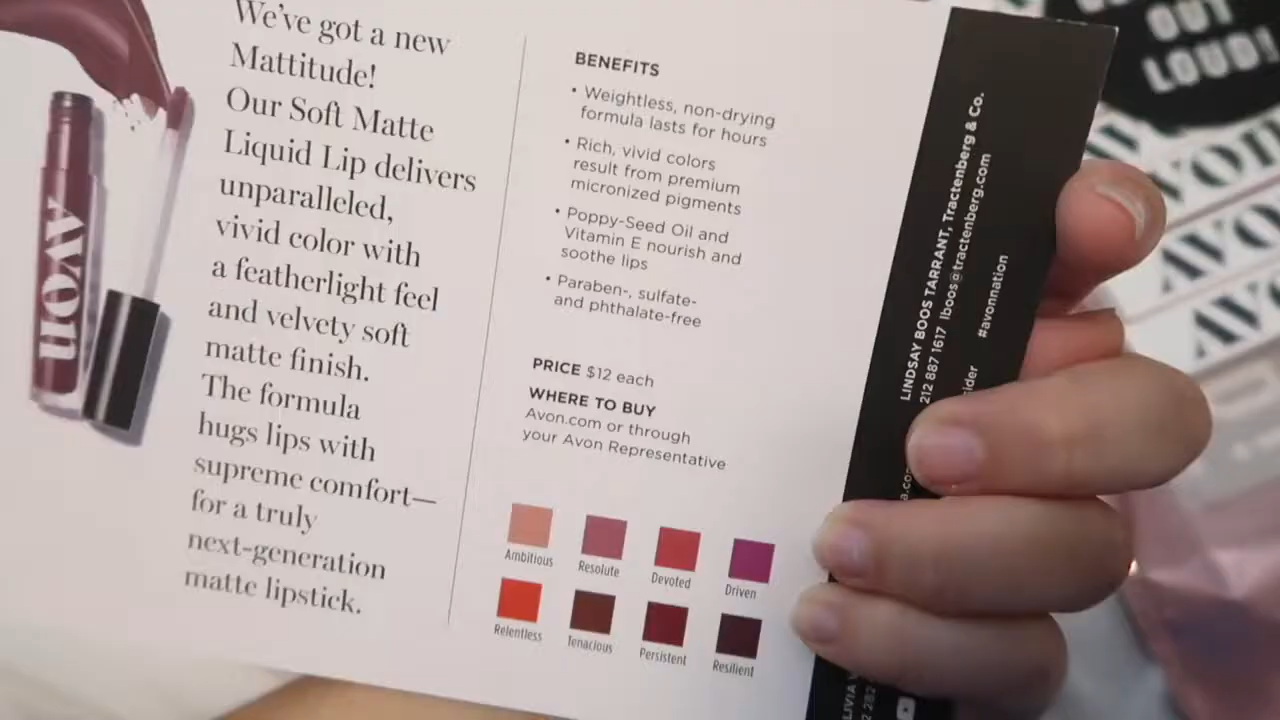 We've got a new
Mattitude!
Our Soft Matte
Liquid Lip delivers
unparalleled,
vivid color with
a featherlight feel
and velvety soft
matte finish.
The formula
hugs lips with
supreme comfort—
for a truly
next-generation
matte lipstick.
AVON
BENEFITS
• Weightless, non-drying
formula lasts for hours
• Rich, vivid colors
result from premium
micronized pigments
• Poppy-Seed Oil and
Vitamin E nourish and
soothe lips
• Paraben-, sulfate-
and phthalate-free
PRICE $12 each
WHERE TO BUY
Avon.com or through
your Avon Representative
Ambitious
Resolute
Devoted
Driven
Relentless
Tenacious
Persistent
Resilient
LINDSAY BOOS TARRANT, Tractenberg & Co.
212 887 1617 lboos@tractenberg.com
#avonnation
OUT
LOUD!
AVON
AVON